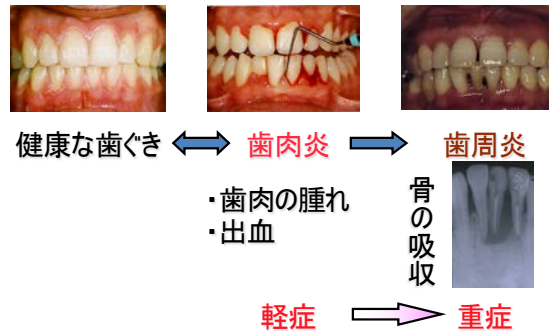 健康な歯ぐき
歯肉炎
歯周炎
・歯肉の腫れ
・出血
骨の吸収
軽症
重症